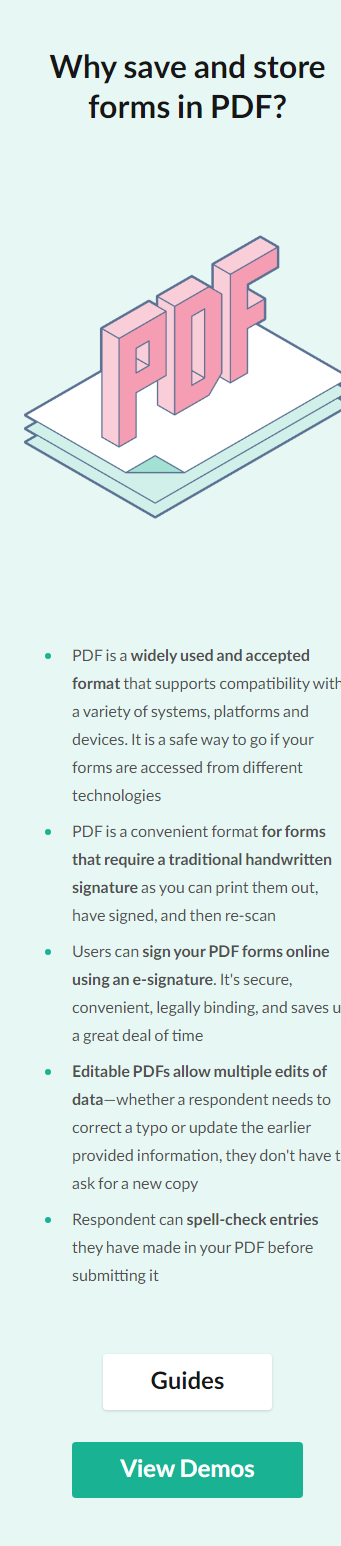 Why save and store
forms in PDF?
PDF
PDF is a widely used and accepted
format that supports compatibility with
a variety of systems, platforms and
devices. It is a safe way to go if your
forms are accessed from different
technologies
PDF is a convenient format for forms
that require a traditional handwritten
signature as you can print them out,
have signed, and then re-scan
Users can sign your PDF forms online
using an e-signature. It's secure,
convenient, legally binding, and saves u
a great deal of time
Editable PDFs allow multiple edits of
data—whether a respondent needs to
correct a typo or update the earlier
provided information, they don't have t
ask for a new copy
Respondent can spell-check entries
they have made in your PDF before
submitting it
Guides
View Demos